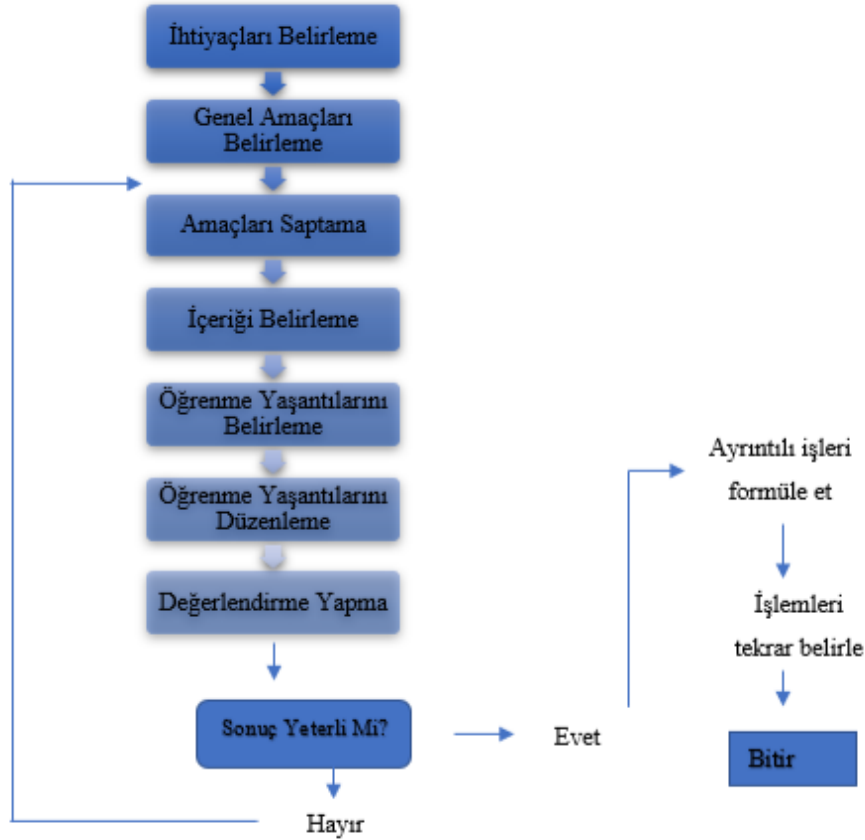 İhtiyaçları Belirleme
Genel Amaçları
Belirleme
Amaçları Saptama
İçeriği Belirleme
Öğrenme Yaşantılarını
Belirleme
Öğrenme Yaşantılarını
Düzenleme
Değerlendirme Yapma
Sonuç Yeterli Mi?
Hayır
Evet
Ayrıntılı işleri
formüle et
İşlemleri
tekrar belirle
Bitir